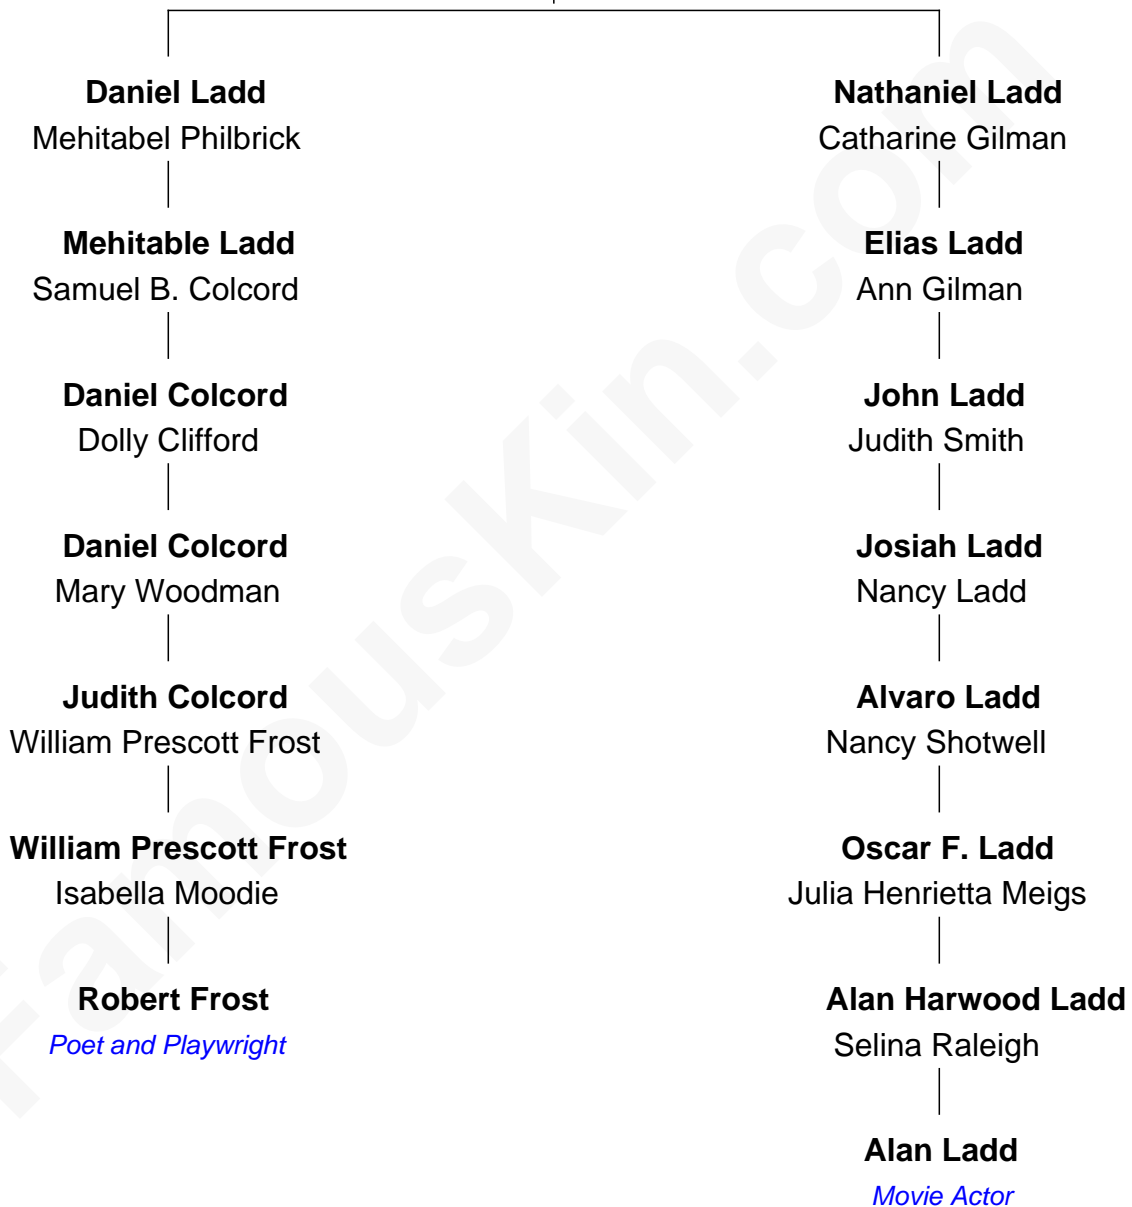 Daniel Ladd
Mehitabel Philbrick
Nathaniel Ladd
Catharine Gilman
Mehitable Ladd
Samuel B. Colcord
Elias Ladd
Ann Gilman
Daniel Colcord
Dolly Clifford
John Ladd
Judith Smith
Daniel Colcord
Mary Woodman
Josiah Ladd
Nancy Ladd
Judith Colcord
William Prescott Frost
Alvaro Ladd
Nancy Shotwell
William Prescott Frost
Isabella Moodie
Oscar F. Ladd
Julia Henrietta Meigs
Robert Frost
Poet and Playwright
Alan Harwood Ladd
Selina Raleigh
Alan Ladd
Movie Actor
FamousKin.com